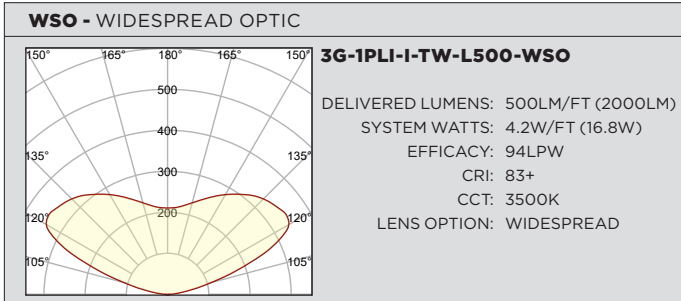 WSO - WIDESPREAD OPTIC
150° 165° 180° 165° 150°
500
400
135° 135°
300
200
120° 120°
105° 105°
3G-1PLI-I-TW-L500-WSO
DELIVERED LUMENS: 500LM/FT (2000LM)
SYSTEM WATTS: 4.2W/FT (16.8W)
EFFICACY: 94LPW
CRI: 83+
CCT: 3500K
LENS OPTION: WIDESPREAD